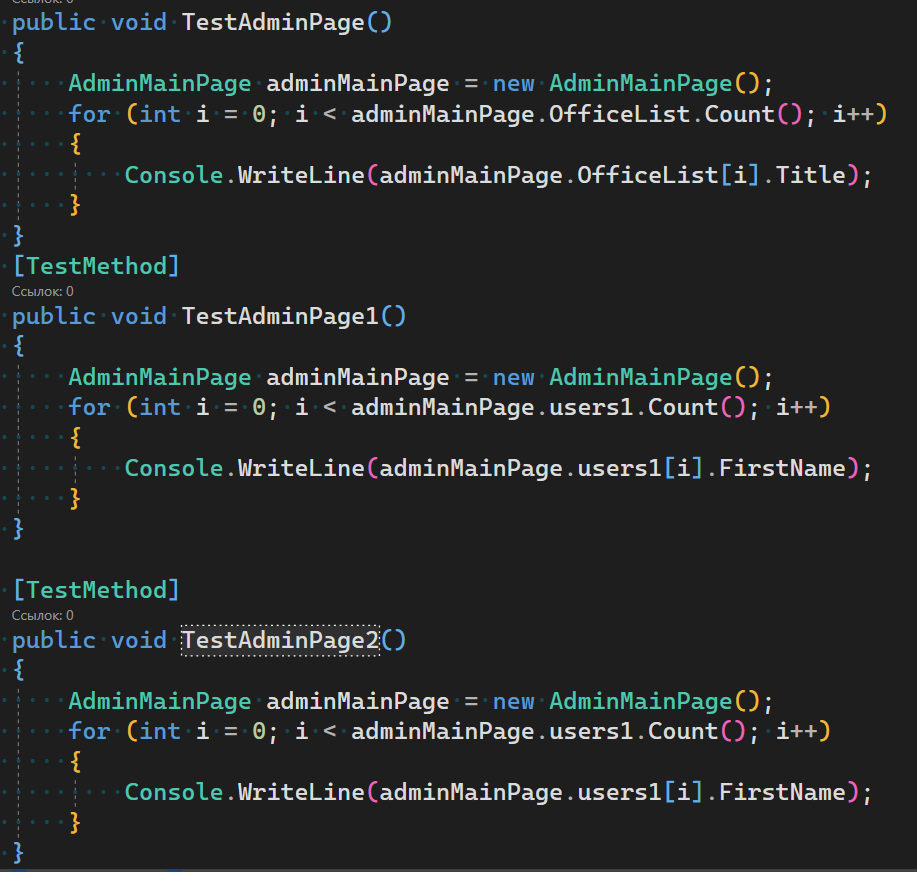 Ссылок: 0
public void TestAdminPage()
{
AdminMainPage adminMainPage = new AdminMainPage();
for (int i = 0; i < adminMainPage.OfficeList.Count(); i++)
{
Console.WriteLine(adminMainPage.OfficeList[i].Title);
}
}
[TestMethod]
Ссылок: 0
public void TestAdminPage1()
{
AdminMainPage adminMainPage = new AdminMainPage();
for (int i = 0; i < adminMainPage.users1.Count(); i++)
{
Console.WriteLine(adminMainPage.users1[i].FirstName);
}
}
[TestMethod]
Ссылок: 0
public void TestAdminPage2()
{
AdminMainPage adminMainPage = new AdminMainPage();
for (int i = 0; i < adminMainPage.users1.Count(); i++)
{
Console.WriteLine(adminMainPage.users1[i].FirstName);
}
}